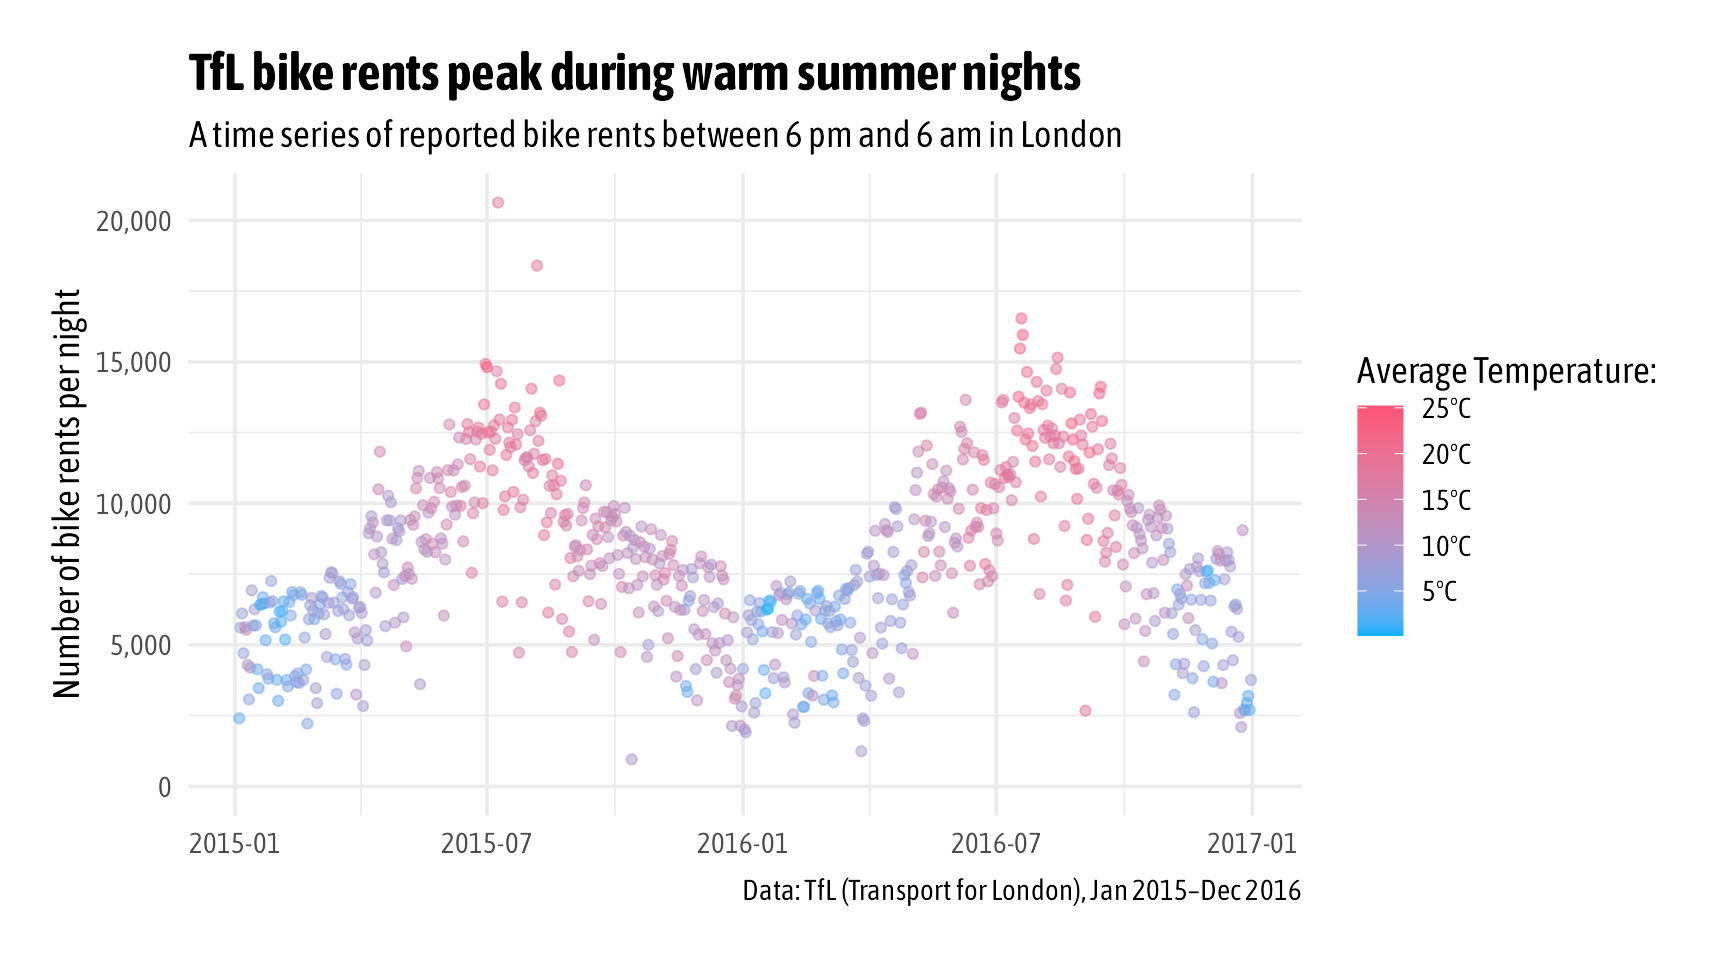 TfL bike rents peak during warm summer nights
A time series of reported bike rents between 6 pm and 6 am in London
Number of bike rents per night
20,000
15,000
10,000
5,000
0
2015-01
2015-07
2016-01
2016-07
2017-01
Average Temperature:
25°C
20°C
15°C
10°C
5°C
Data: TfL (Transport for London), Jan 2015–Dec 2016